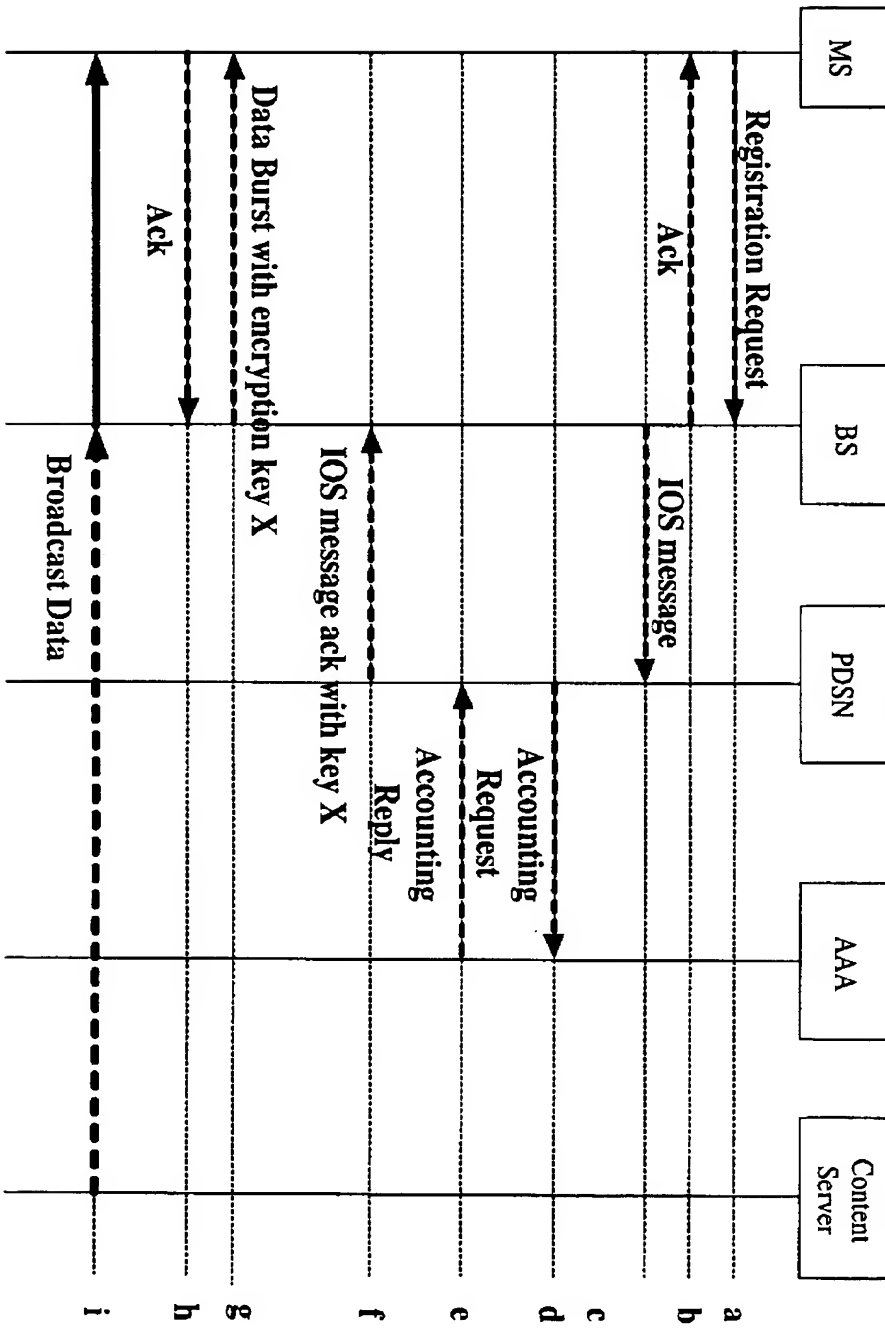 MS
BS
PDSN
AAA
Content
Server
Registration Request
a
Ack
b
IOS message
c
Accounting
Request
d
Accounting
Reply
e
IOS message ack with key X
f
Data Burst with encryption key X
g
Ack
h
Broadcast Data
i